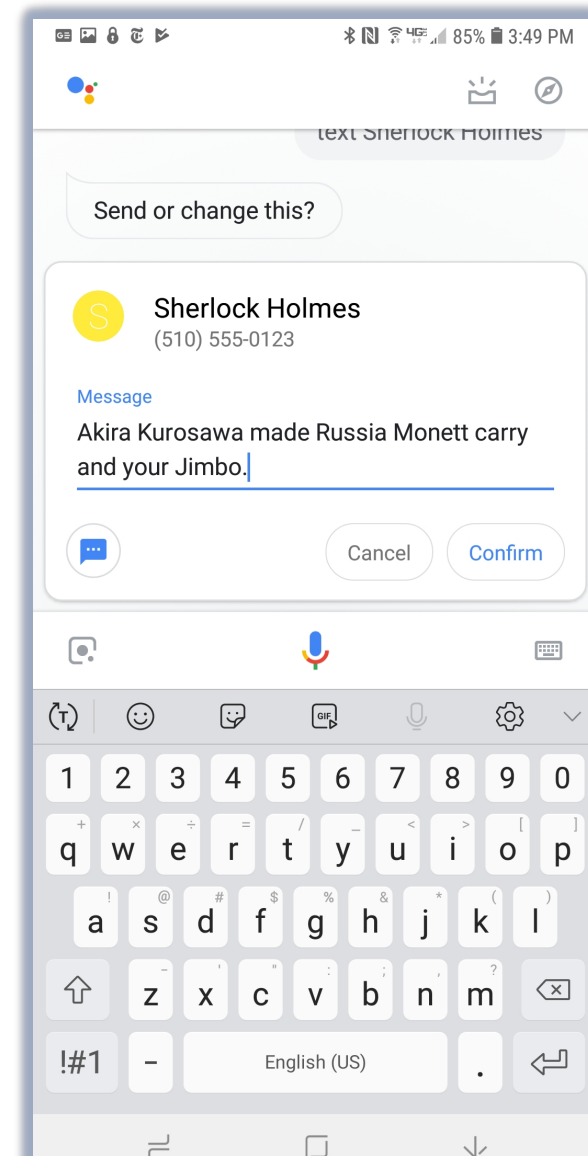 85% 3:49 PM
text Sherlock Holmes
Send or change this?
S
Sherlock Holmes
(510) 555-0123
Message
Akira Kurosawa made Russia Monett carry
and your Jimbo.
Cancel Confirm
T GIF
1 2 3 4 5 6 7 8 9 0
+ × ÷ = / _ < > [ ]
q w e r t y u i o p
! @ # $ % & * ( )
a s d f g h j k l
- ' " : ; , ?
z x c v b n m
!#1 - English (US) .